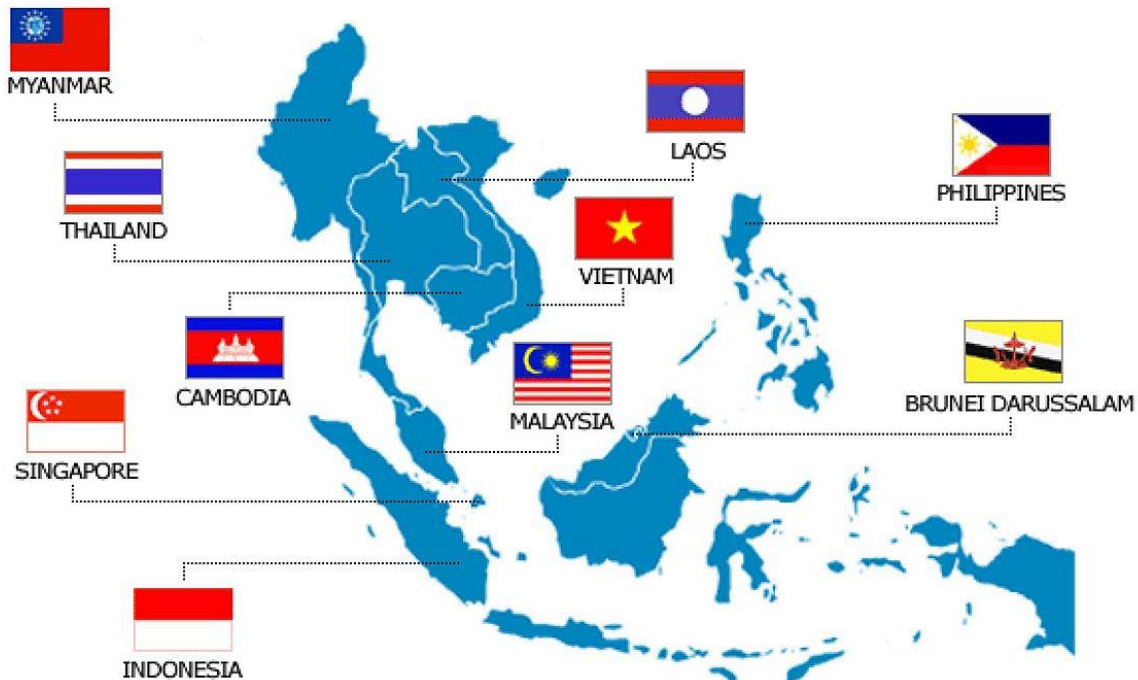 MYANMAR
LAOS
PHILIPPINES
THAILAND
VIETNAM
CAMBODIA
MALAYSIA
BRUNEI DARUSSALAM
SINGAPORE
INDONESIA